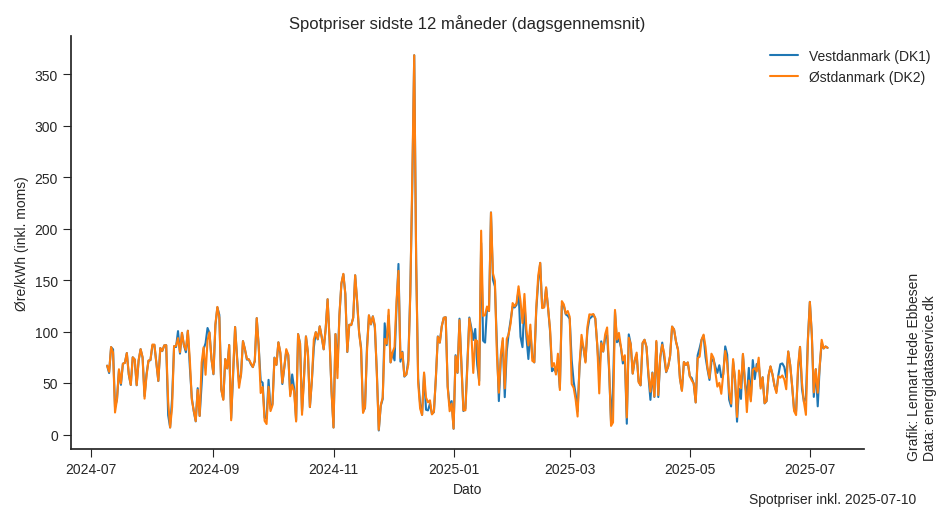 Spotpriser sidste 12 måneder (dagsgennemsnit)
Vestdanmark (DK1)
Østdanmark (DK2)
Øre/kWh (inkl. moms)
350
300
250
200
150
100
50
0
2024-07
2024-09
2024-11
2025-01
2025-03
2025-05
2025-07
Dato
Grafik: Lennart Hede Ebbesen
Data: energidataservice.dk
Spotpriser inkl. 2025-07-10